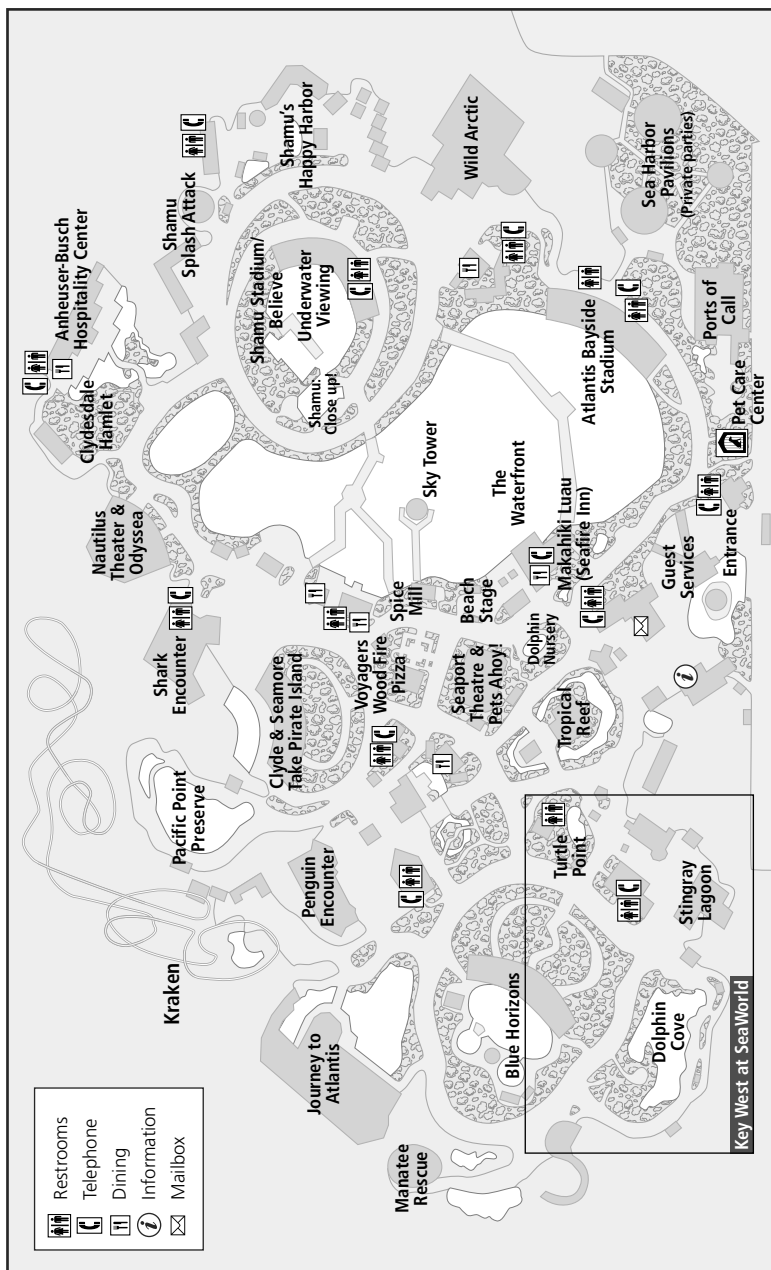 Restrooms
Telephone
Dining
Information
Mailbox
Kraken
Pacific Point
Preserve
Shark
Encounter
Nautilus
Theater &
Odyssea
Clydesdale
Hamlet
Anheuser-Busch
Hospitality Center
Shamu
Splash Attack
Shamu's
Happy Harbor
Shamu Stadium/
Believe
Underwater
Viewing
Shamu:
Close up!
Journey to
Atlantis
Penguin
Encounter
Clyde & Seamore
Take Pirate Island
Voyagers
Wood Fire
Pizza
Spice
Mill
Sky Tower
Wild Arctic
Manatee
Rescue
Blue Horizons
Seaport
Theatre &
Pets Ahoy!
Beach
Stage
The
Waterfront
Dolphin
Nursery
Makahiki Luau
(Seafire Inn)
Atlantis Bayside
Stadium
Tropical
Reef
Turtle
Point
Stingray
Lagoon
Dolphin
Cove
Key West at SeaWorld
Guest
Services
Entrance
Pet Care
Center
Ports of
Call
Sea Harbor
Pavilions
(Private parties)